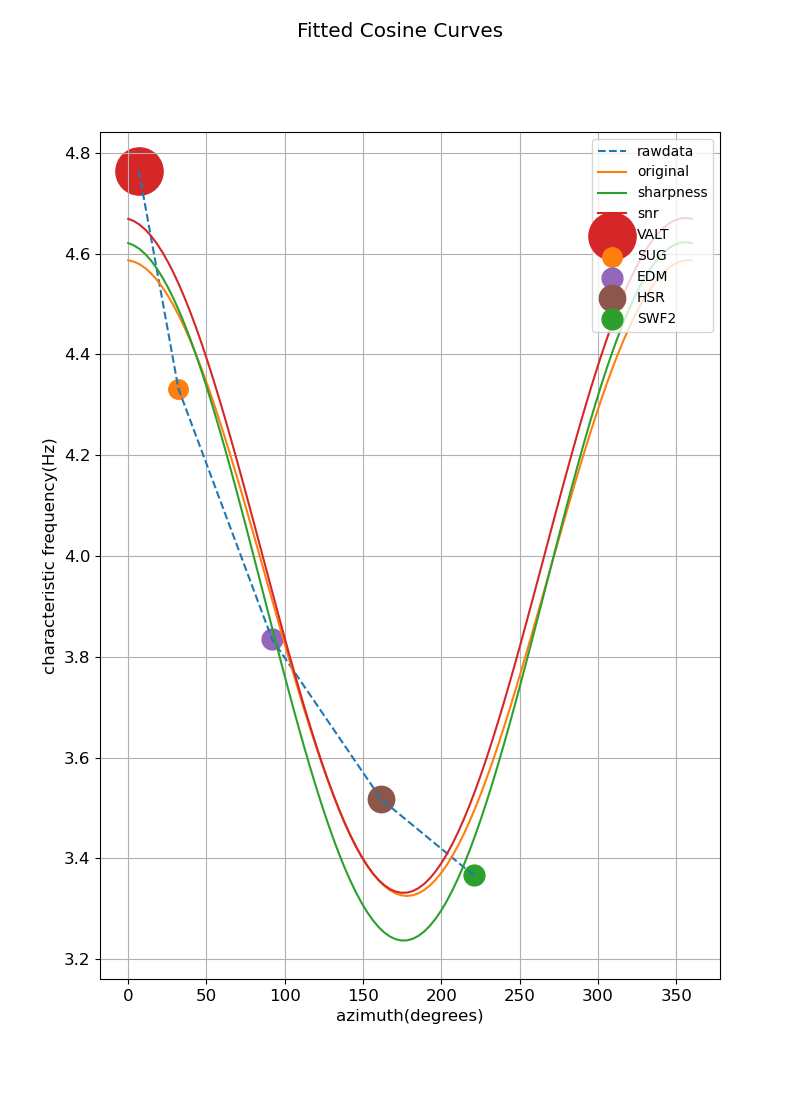 Fitted Cosine Curves
characteristic frequency(Hz)
4.8
4.6
4.4
4.2
4.0
3.8
3.6
3.4
3.2
rawdata
original
sharpness
snr
VALT
SUG
EDM
HSR
SWF2
0 50 100 150 200 250 300 350
azimuth(degrees)